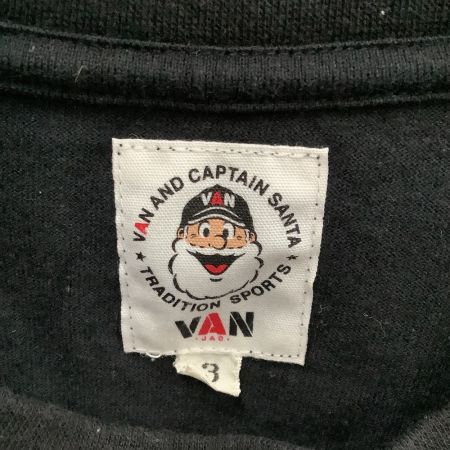 VAN AND CAPTAIN SANTA
VAN
★ TRADITION SPORTS ★
VAN
·JAC·
3